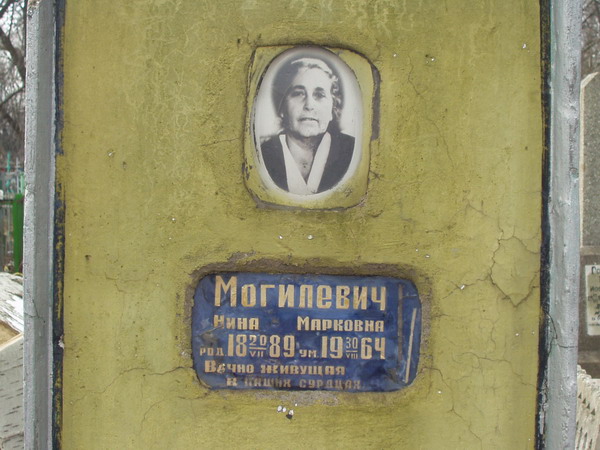 Могилевич
Нина Марковна
род 18 20/VII 89 ум 19 30/VIII 64
Вечно живущая
в наших сердцах